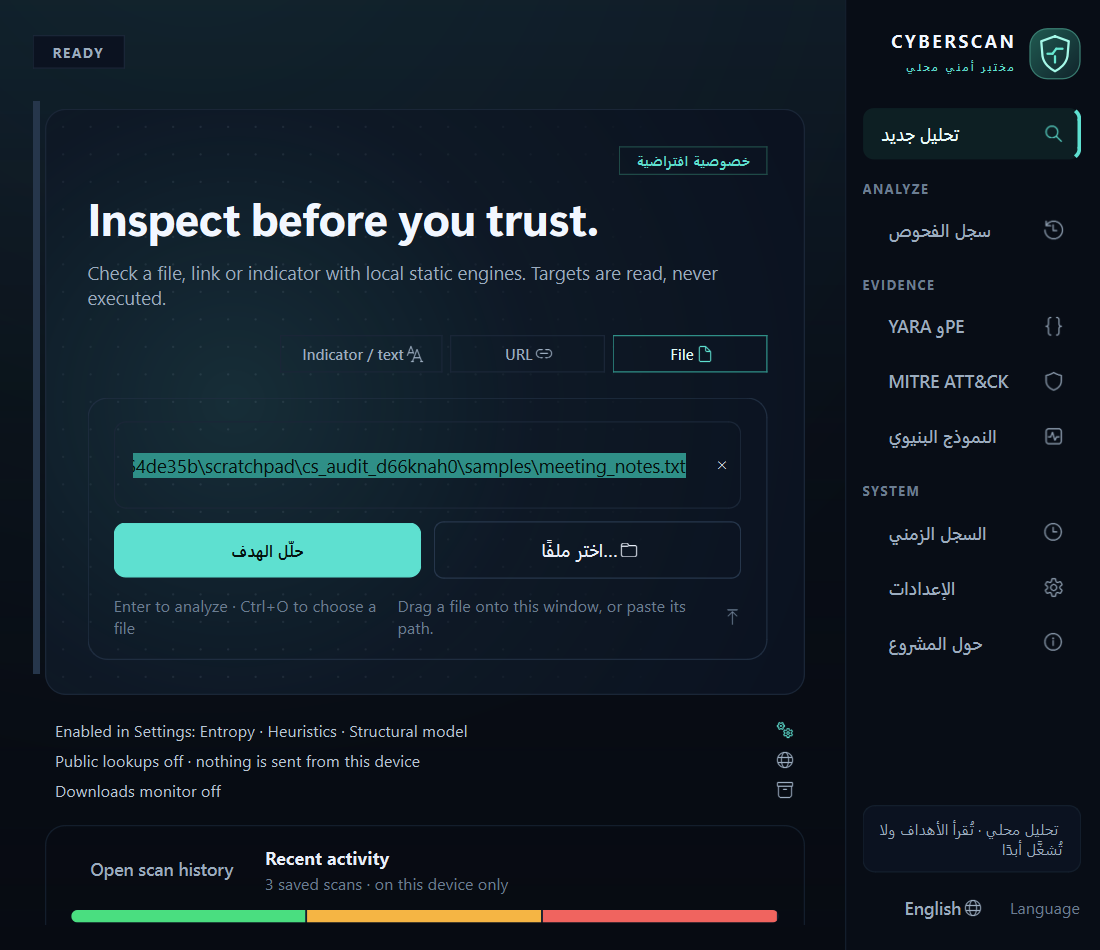 READY
خصوصية افتراضية
Inspect before you trust.
Check a file, link or indicator with local static engines. Targets are read, never
executed.
Indicator / text
URL
File
54de35b\scratchpad\cs_audit_d66knah0\samples\meeting_notes.txt
×
حلّل الهدف
اختر ملفًا...
Enter to analyze · Ctrl+O to choose a
file
Drag a file onto this window, or paste its
path.
Enabled in Settings: Entropy · Heuristics · Structural model
Public lookups off · nothing is sent from this device
Downloads monitor off
Open scan history
Recent activity
3 saved scans · on this device only
CYBERSCAN
مختبر أمني محلي
تحليل جديد
ANALYZE
سجل الفحوص
EVIDENCE
YARA وPE
MITRE ATT&CK
النموذج البنيوي
SYSTEM
السجل الزمني
الإعدادات
حول المشروع
تحليل محلي · تُقرأ الأهداف ولا
تُشغَّل أبدًا
English
Language